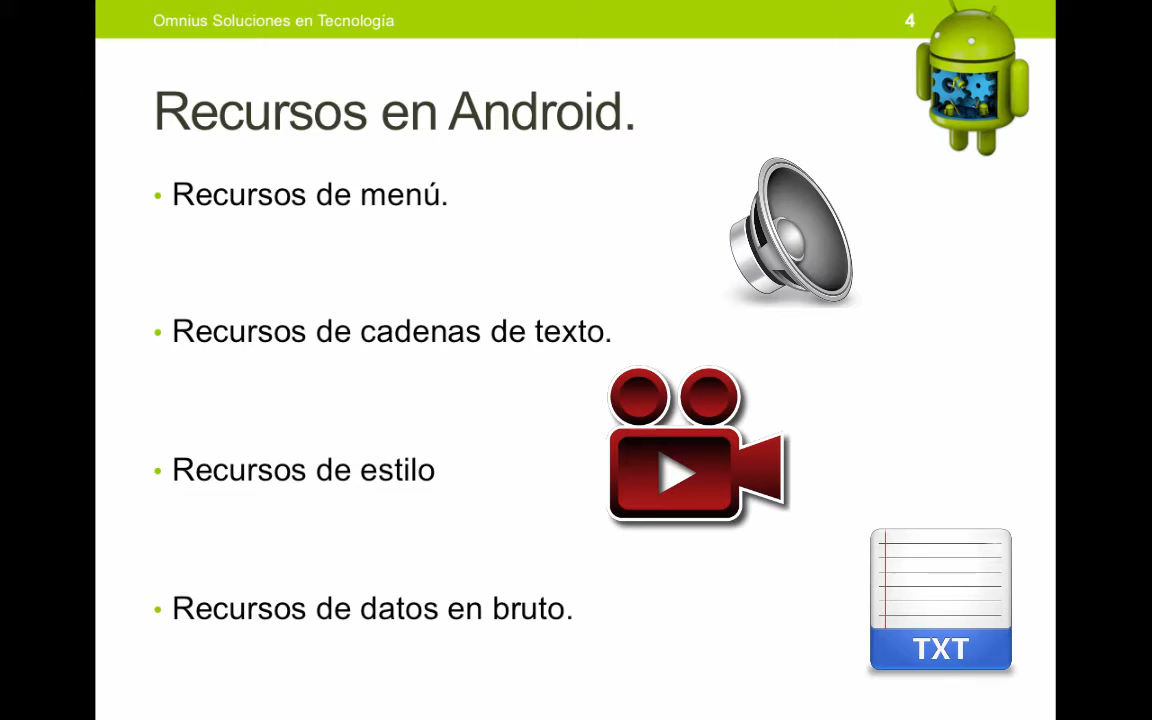 Omnius Soluciones en Tecnología
4
Recursos en Android.
• Recursos de menú.
• Recursos de cadenas de texto.
• Recursos de estilo
• Recursos de datos en bruto.
TXT